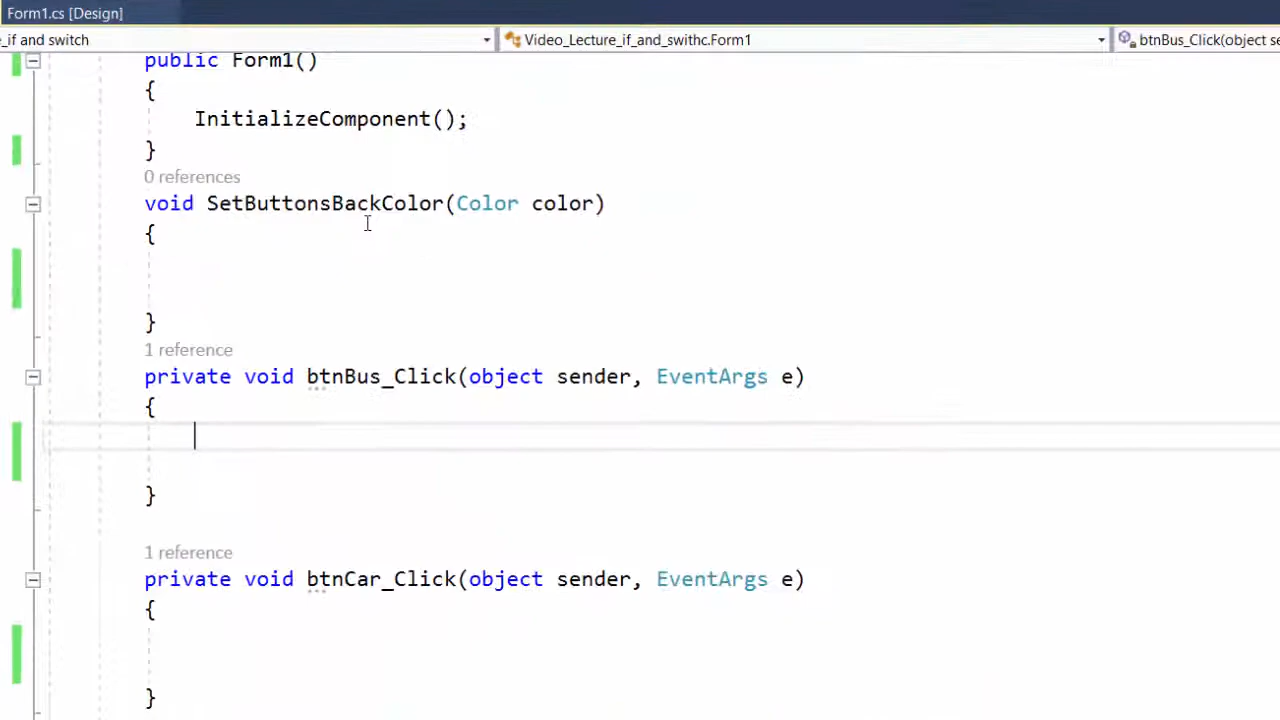 Form1.cs [Design]
_if and switch
Video_Lecture_if_and_swithc.Form1
btnBus_Click(object se
public Form1()
{
InitializeComponent();
}
0 references
void SetButtonsBackColor(Color color)
{
}
1 reference
private void btnBus_Click(object sender, EventArgs e)
{
}
1 reference
private void btnCar_Click(object sender, EventArgs e)
{
}